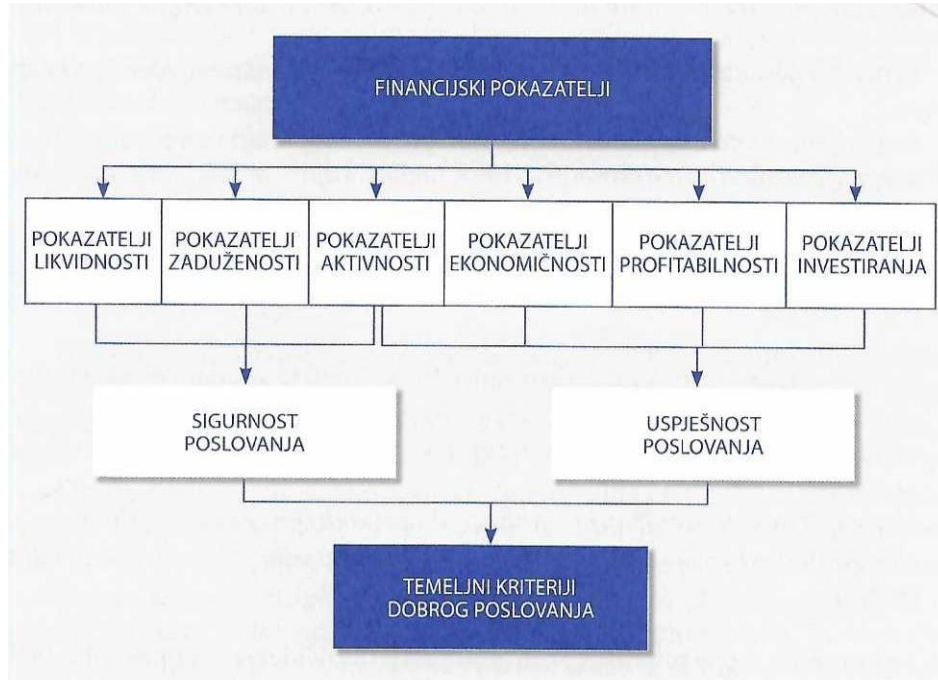 FINANCIJSKI POKAZATELJI
POKAZATELJI
LIKVIDNOSTI
POKAZATELJI
ZADUŽENOSTI
POKAZATELJI
AKTIVNOSTI
POKAZATELJI
EKONOMIČNOSTI
POKAZATELJI
PROFITABILNOSTI
POKAZATELJI
INVESTIRANJA
SIGURNOST
POSLOVANJA
USPJEŠNOST
POSLOVANJA
TEMELJNI KRITERIJI
DOBROG POSLOVANJA